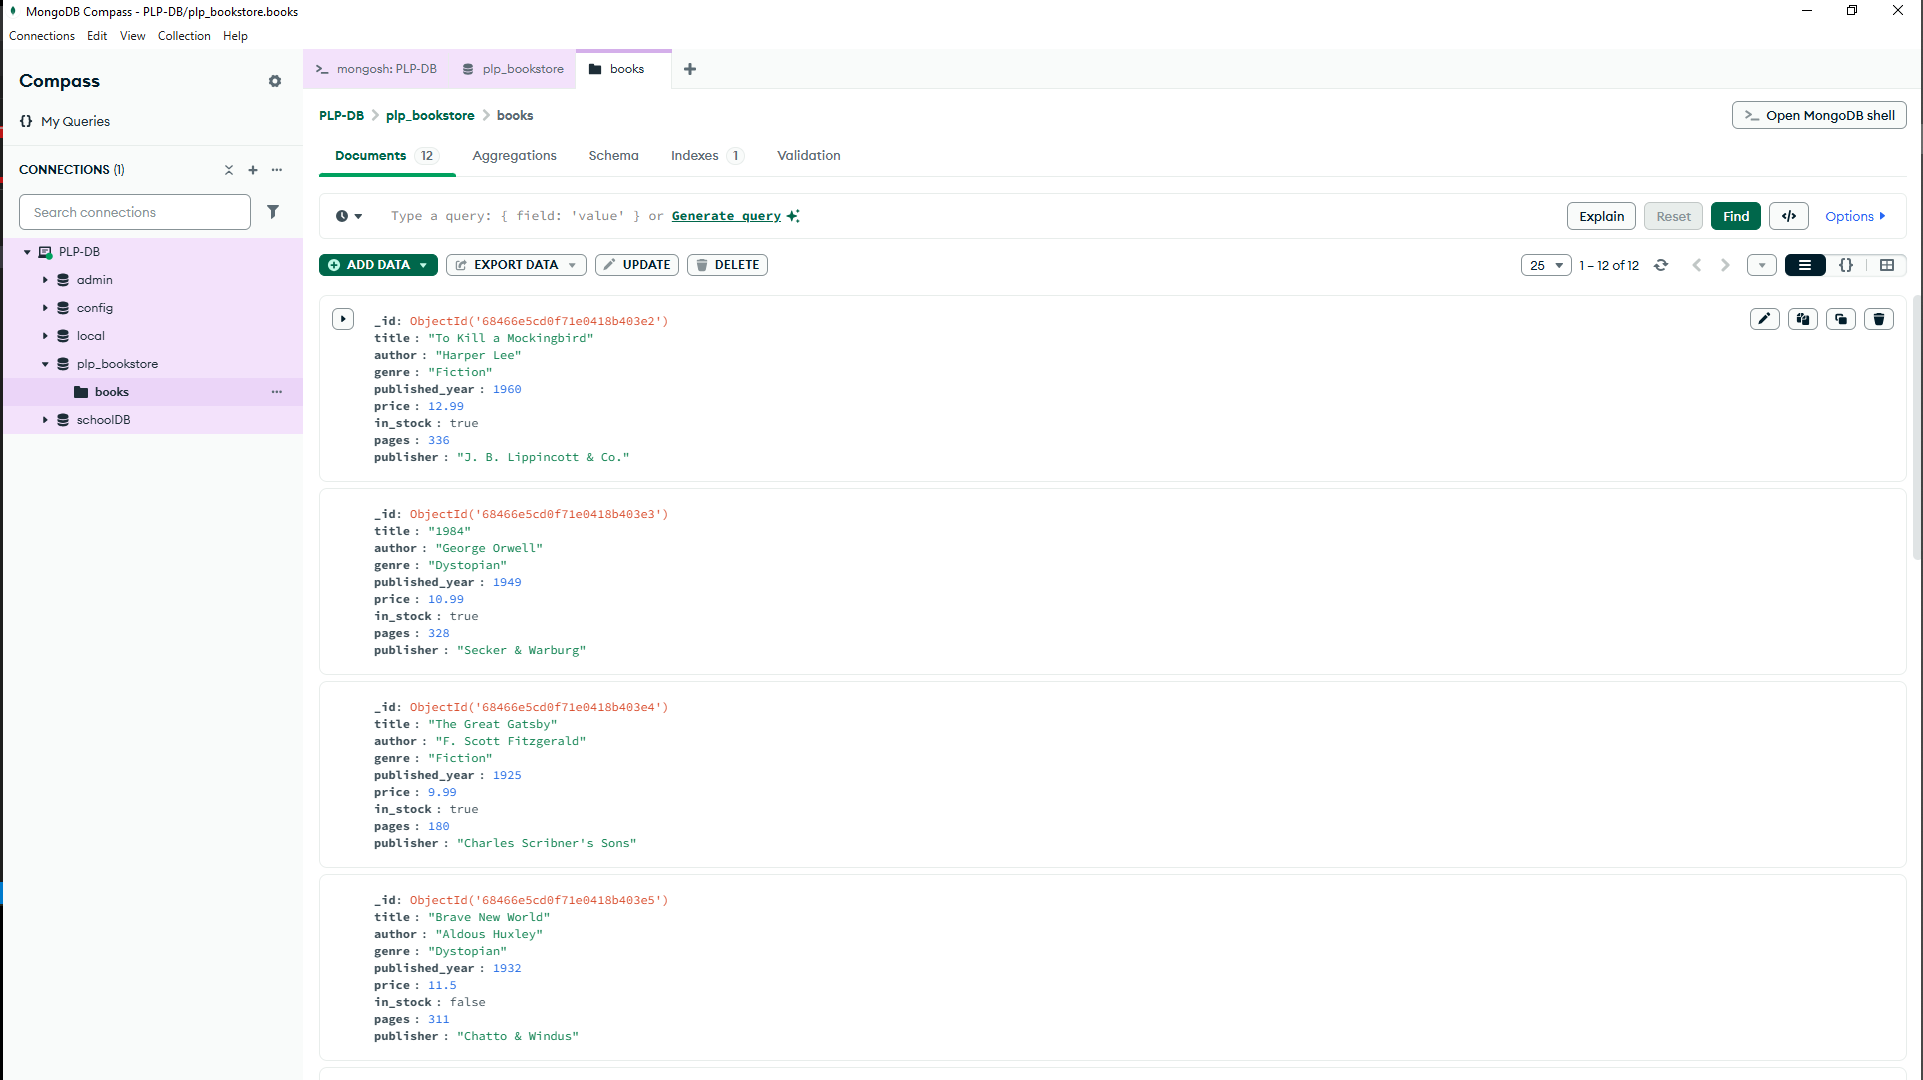 MongoDB Compass - PLP-DB/plp_bookstore.books
Connections Edit View Collection Help
Compass
{} My Queries
CONNECTIONS (1)
Search connections
PLP-DB
admin
config
local
plp_bookstore
books
schoolDB
>_ mongosh: PLP-DB
plp_bookstore
books
PLP-DB > plp_bookstore > books
>_ Open MongoDB shell
Documents 12 Aggregations Schema Indexes 1 Validation
Type a query: { field: 'value' } or Generate query
Explain Reset Find </> Options
ADD DATA EXPORT DATA UPDATE DELETE
25 1 – 12 of 12 {}
_id: ObjectId('68466e5cd0f71e0418b403e2')
title : "To Kill a Mockingbird"
author : "Harper Lee"
genre : "Fiction"
published_year : 1960
price : 12.99
in_stock : true
pages : 336
publisher : "J. B. Lippincott & Co."
_id: ObjectId('68466e5cd0f71e0418b403e3')
title : "1984"
author : "George Orwell"
genre : "Dystopian"
published_year : 1949
price : 10.99
in_stock : true
pages : 328
publisher : "Secker & Warburg"
_id: ObjectId('68466e5cd0f71e0418b403e4')
title : "The Great Gatsby"
author : "F. Scott Fitzgerald"
genre : "Fiction"
published_year : 1925
price : 9.99
in_stock : true
pages : 180
publisher : "Charles Scribner's Sons"
_id: ObjectId('68466e5cd0f71e0418b403e5')
title : "Brave New World"
author : "Aldous Huxley"
genre : "Dystopian"
published_year : 1932
price : 11.5
in_stock : false
pages : 311
publisher : "Chatto & Windus"